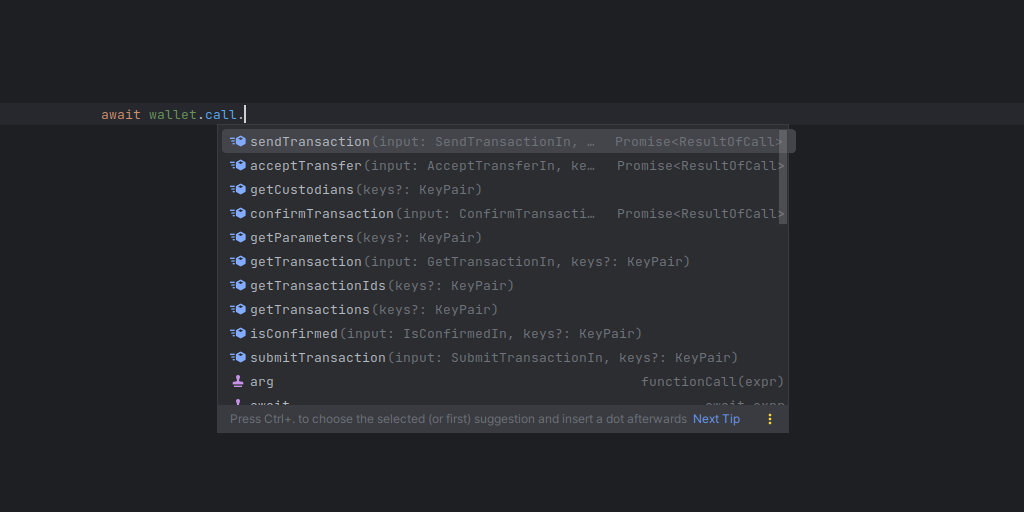 await wallet.call.
sendTransaction(input: SendTransactionIn, … Promise<ResultOfCall>
acceptTransfer(input: AcceptTransferIn, ke… Promise<ResultOfCall>
getCustodians(keys?: KeyPair)
confirmTransaction(input: ConfirmTransacti… Promise<ResultOfCall>
getParameters(keys?: KeyPair)
getTransaction(input: GetTransactionIn, keys?: KeyPair)
getTransactionIds(keys?: KeyPair)
getTransactions(keys?: KeyPair)
isConfirmed(input: IsConfirmedIn, keys?: KeyPair)
submitTransaction(input: SubmitTransactionIn, keys?: KeyPair)
arg functionCall(expr)
await await expr
Press Ctrl+. to choose the selected (or first) suggestion and insert a dot afterwards Next Tip